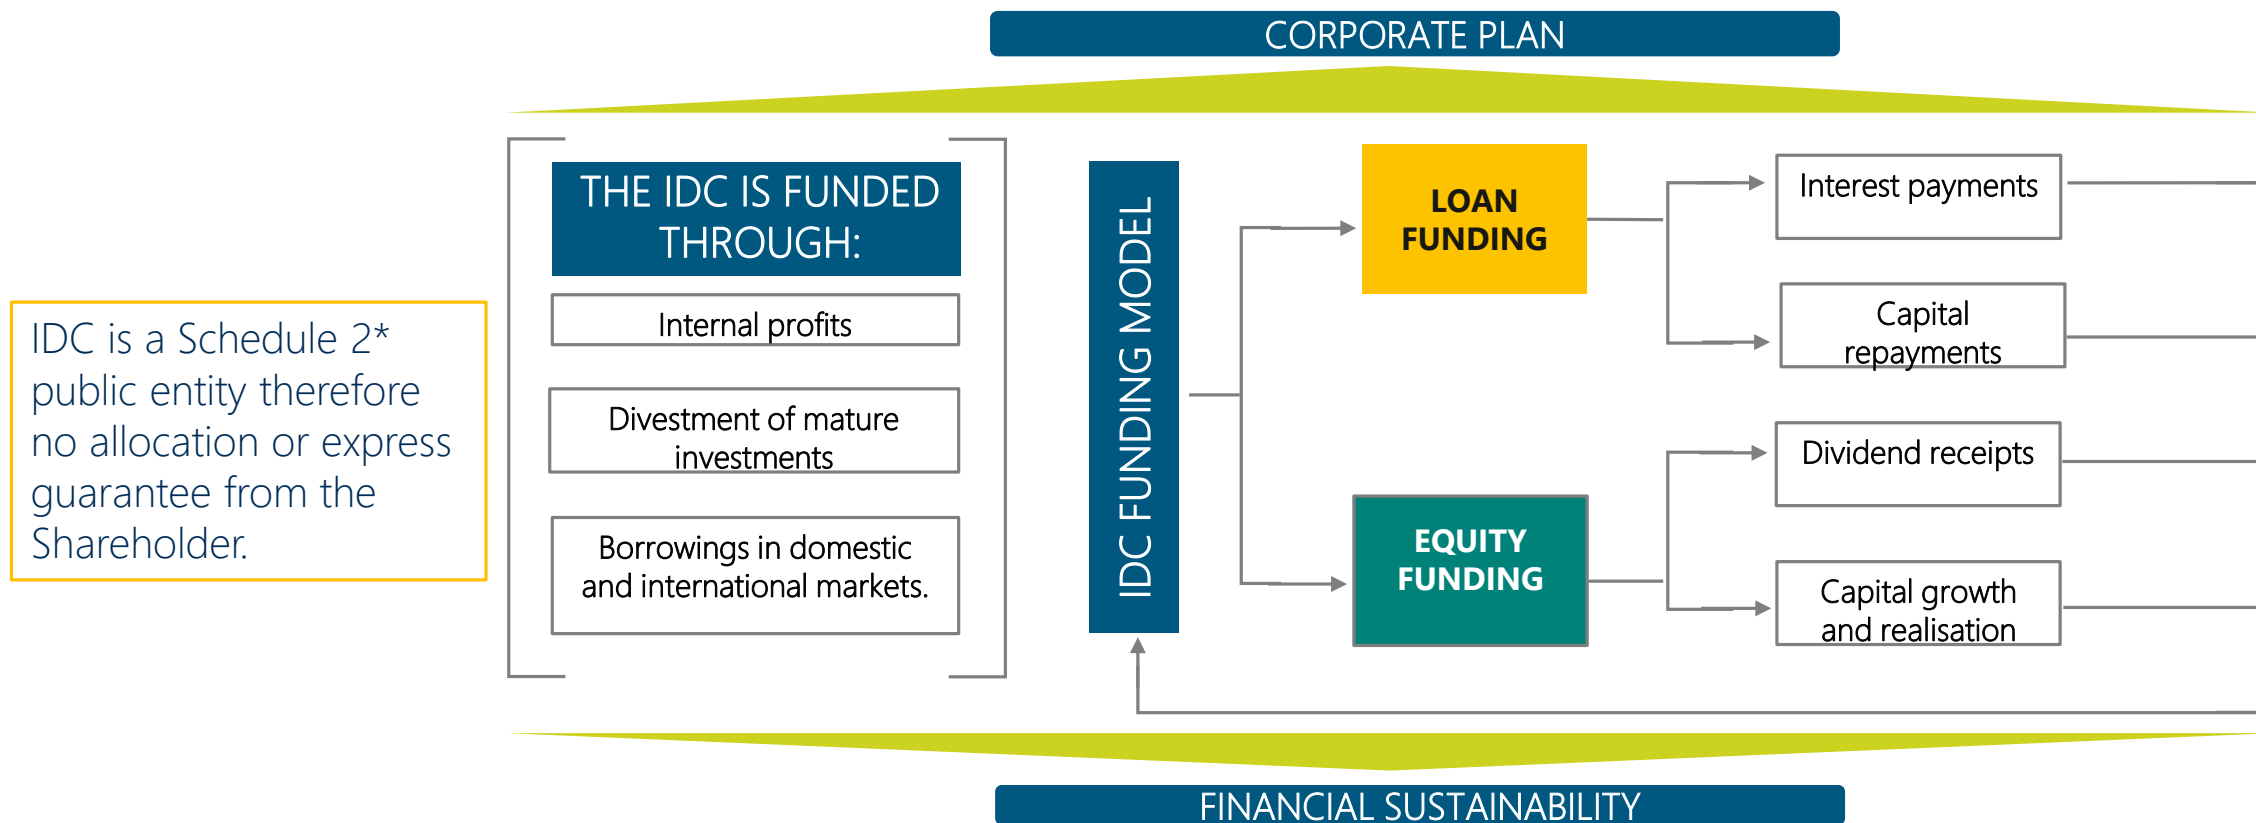 CORPORATE PLAN
IDC is a Schedule 2*
public entity therefore
no allocation or express
guarantee from the
Shareholder.
THE IDC IS FUNDED
THROUGH:
Internal profits
Divestment of mature
investments
Borrowings in domestic
and international markets.
IDC FUNDING MODEL
LOAN
FUNDING
EQUITY
FUNDING
Interest payments
Capital
repayments
Dividend receipts
Capital growth
and realisation
FINANCIAL SUSTAINABILITY